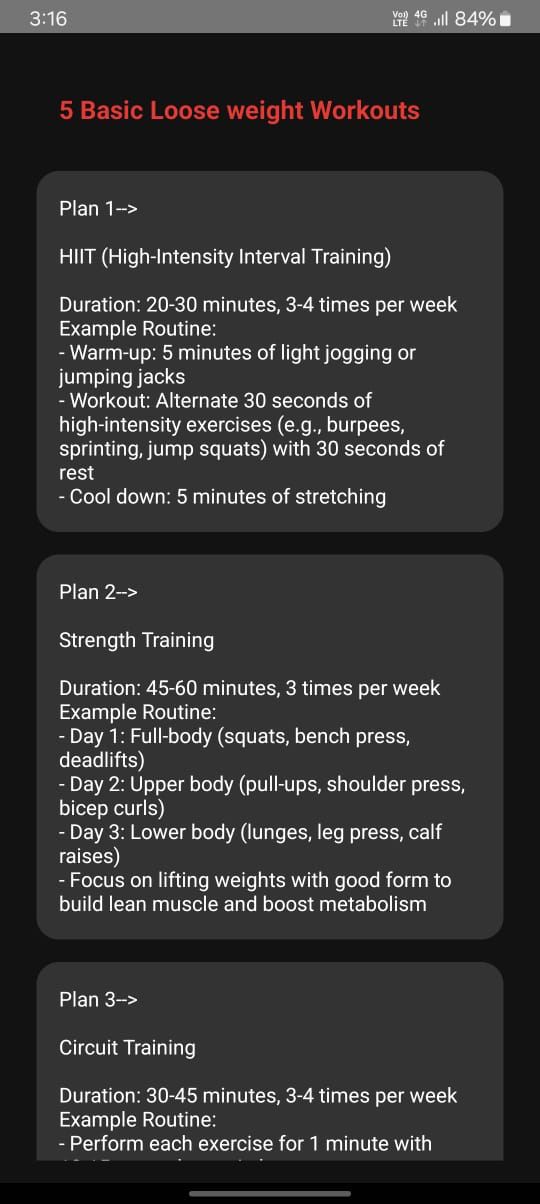 3:16 Vo) LTE 4G 84%
5 Basic Loose weight Workouts
Plan 1-->
HIIT (High-Intensity Interval Training)
Duration: 20-30 minutes, 3-4 times per week
Example Routine:
- Warm-up: 5 minutes of light jogging or
jumping jacks
- Workout: Alternate 30 seconds of
high-intensity exercises (e.g., burpees,
sprinting, jump squats) with 30 seconds of
rest
- Cool down: 5 minutes of stretching
Plan 2-->
Strength Training
Duration: 45-60 minutes, 3 times per week
Example Routine:
- Day 1: Full-body (squats, bench press,
deadlifts)
- Day 2: Upper body (pull-ups, shoulder press,
bicep curls)
- Day 3: Lower body (lunges, leg press, calf
raises)
- Focus on lifting weights with good form to
build lean muscle and boost metabolism
Plan 3-->
Circuit Training
Duration: 30-45 minutes, 3-4 times per week
Example Routine:
- Perform each exercise for 1 minute with